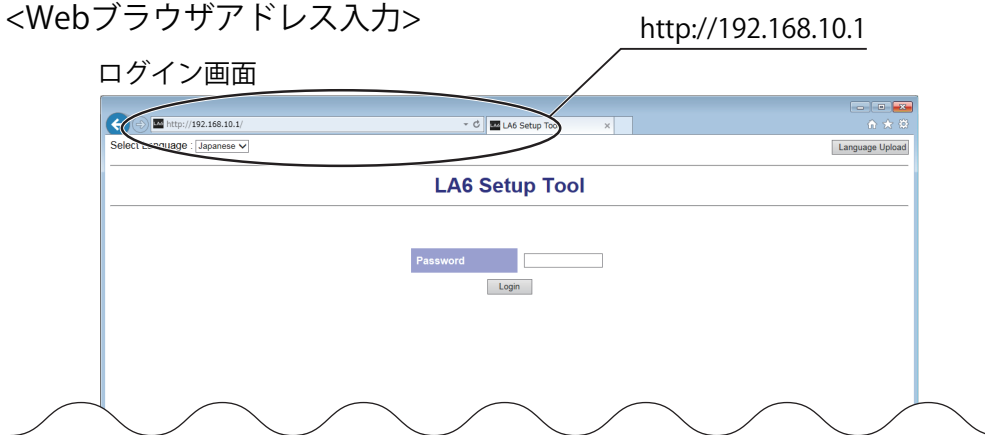 <Webブラウザアドレス入力>
http://192.168.10.1
ログイン画面
LA6 http://192.168.10.1/
LA6 LA6 Setup Tool
Select Language : Japanese
Language Upload
LA6 Setup Tool
Password
Login